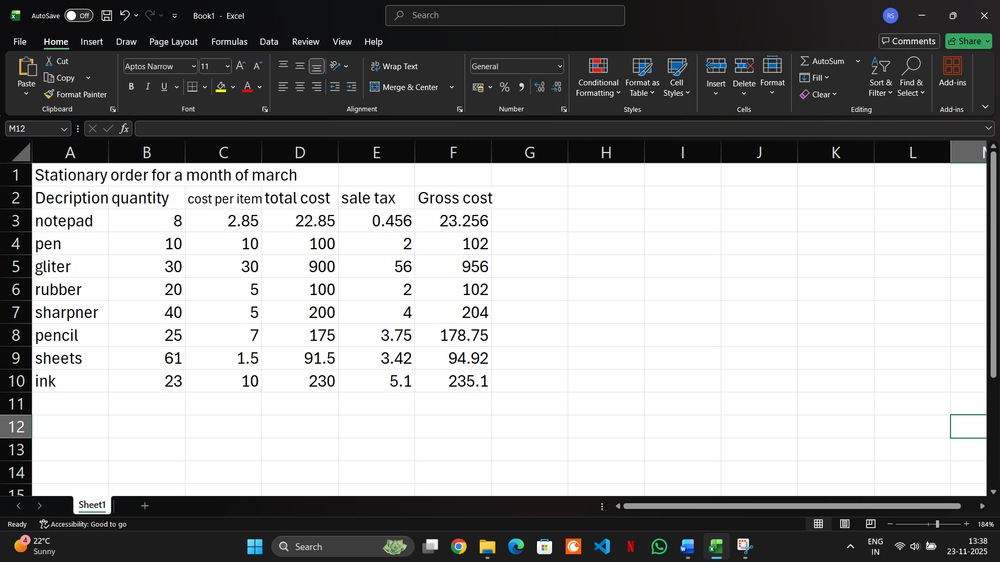 AutoSave Off Book1 - Excel Search RS
File Home Insert Draw Page Layout Formulas Data Review View Help Comments Share
Paste Cut Copy Format Painter Clipboard
Aptos Narrow 11 B I U A Font
Wrap Text Merge & Center Alignment
General Number
Conditional Formatting Format as Table Cell Styles Styles
Insert Delete Format Cells
AutoSum Fill Clear Sort & Filter Find & Select Editing
Add-ins Add-ins
M12 fx
A B C D E F G H I J K L
1 Stationary order for a month of march
2 Decription quantity cost per item total cost sale tax Gross cost
3 notepad 8 2.85 22.85 0.456 23.256
4 pen 10 10 100 2 102
5 gliter 30 30 900 56 956
6 rubber 20 5 100 2 102
7 sharpner 40 5 200 4 204
8 pencil 25 7 175 3.75 178.75
9 sheets 61 1.5 91.5 3.42 94.92
10 ink 23 10 230 5.1 235.1
11
12
13
14
15
Sheet1
Ready Accessibility: Good to go 184%
4 22°C Search ENG 13:38
Sunny IN 23-11-2025